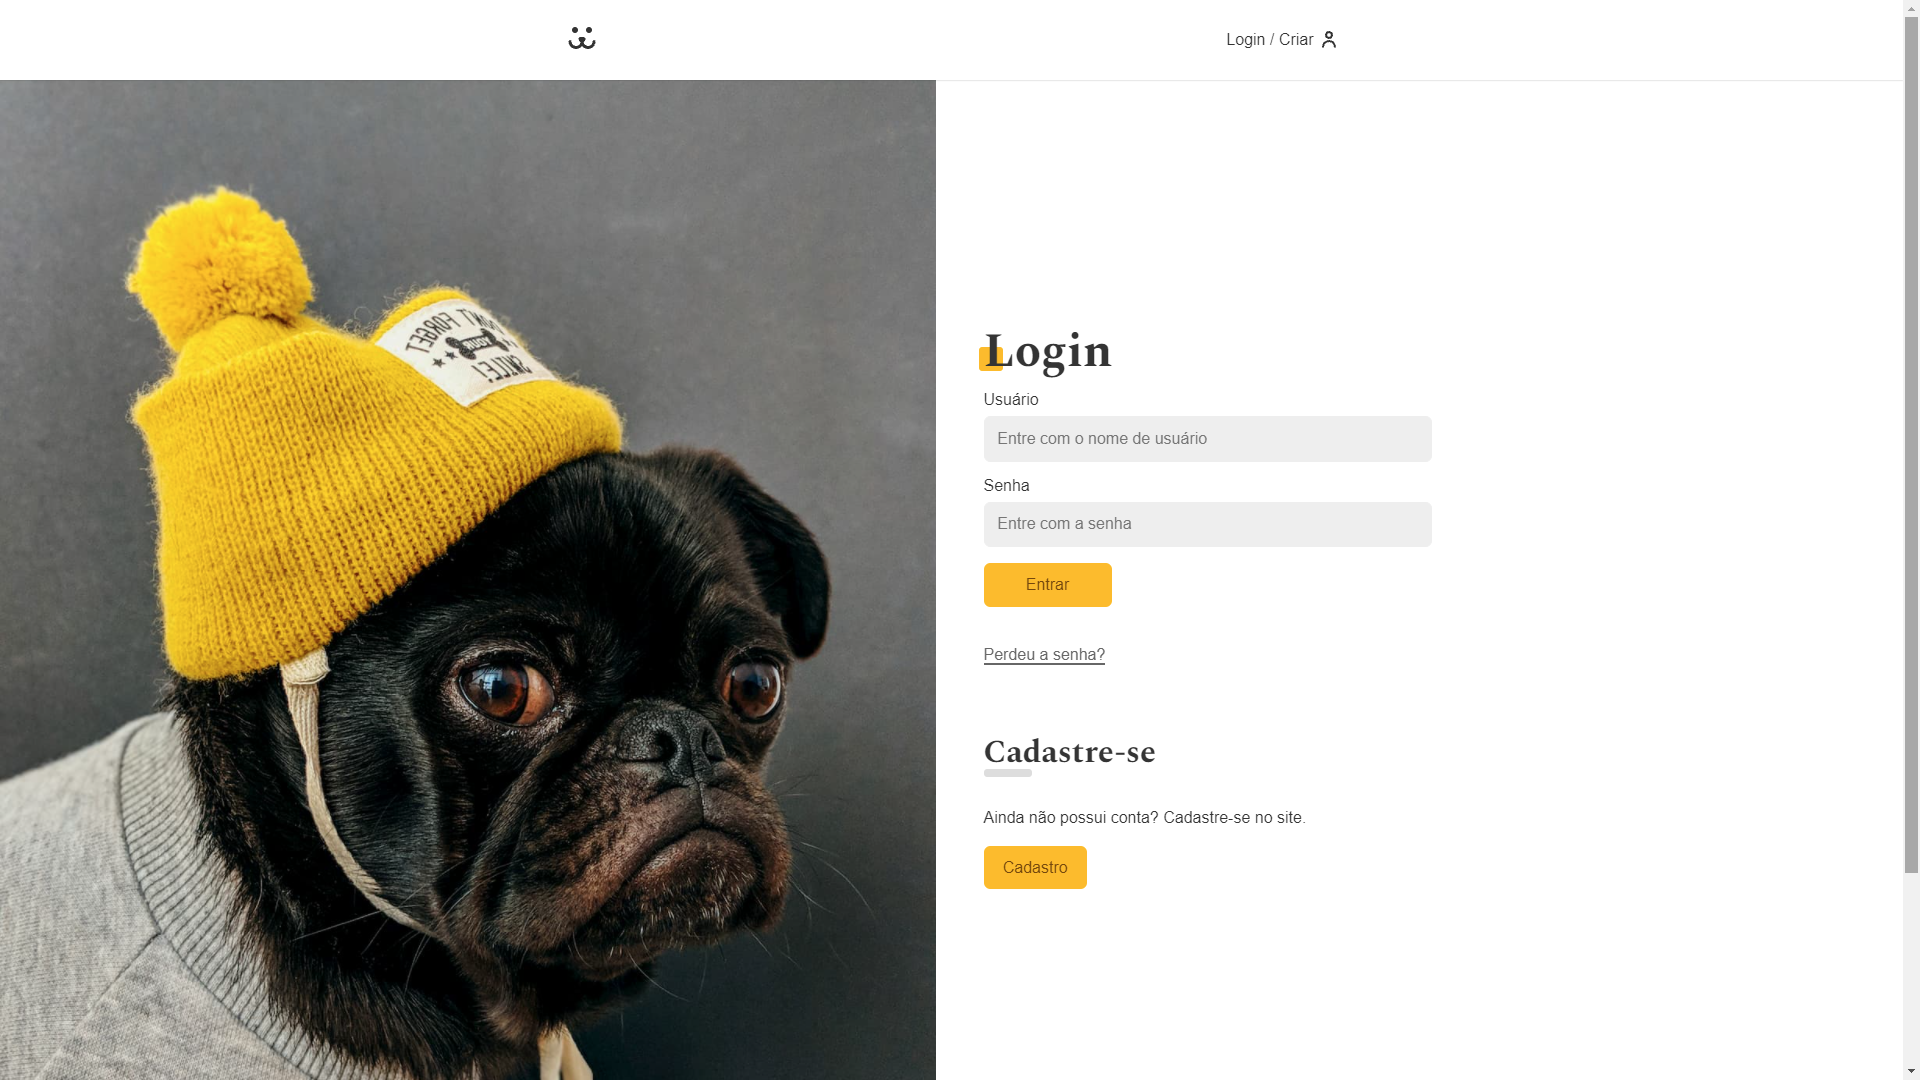 Login / Criar
Login
Usuário
Entre com o nome de usuário
Senha
Entre com a senha
Entrar
Perdeu a senha?
Cadastre-se
Ainda não possui conta? Cadastre-se no site.
Cadastro
DON'T FORGET
YOUR
SMILE!